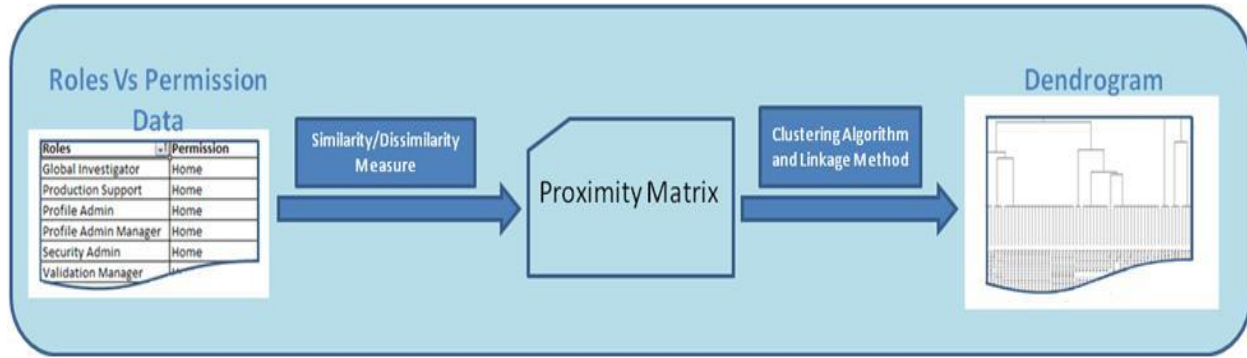 Roles Vs Permission
Data
Roles Permission
Global Investigator Home
Production Support Home
Profile Admin Home
Profile Admin Manager Home
Security Admin Home
Validation Manager
Similarity/Dissimilarity
Measure
Proximity Matrix
Clustering Algorithm
and Linkage Method
Dendrogram